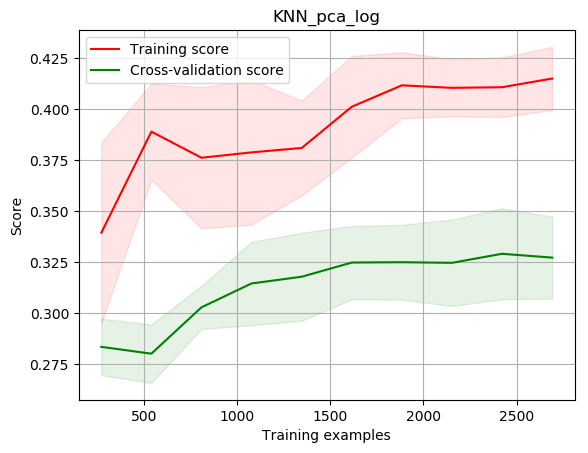 KNN_pca_log
Training score
Cross-validation score
0.425
0.400
0.375
0.350
0.325
0.300
0.275
Score
500 1000 1500 2000 2500
Training examples